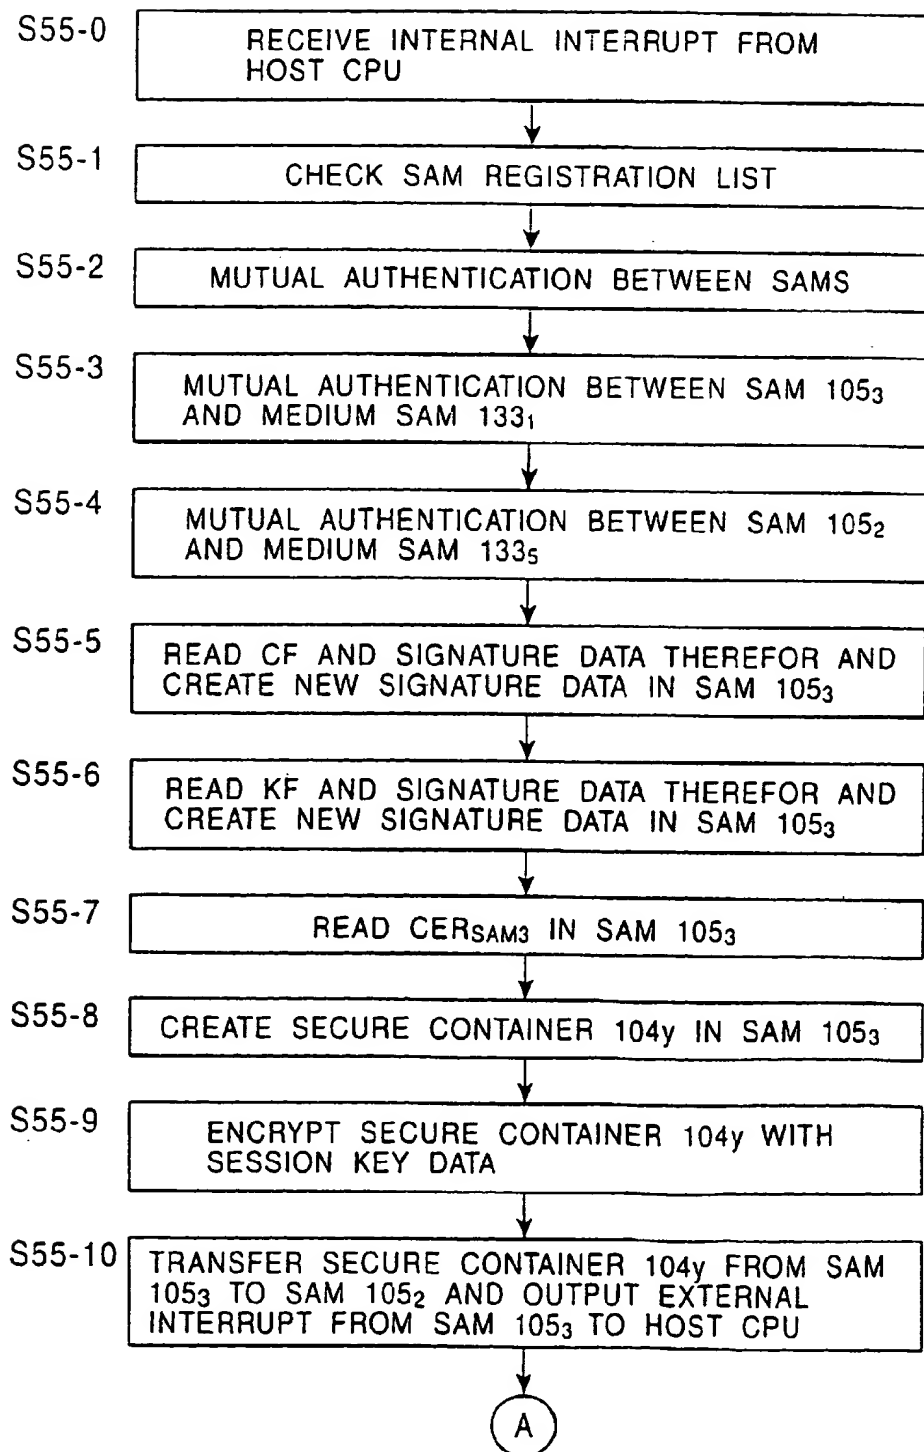 S55-0
RECEIVE INTERNAL INTERRUPT FROM
HOST CPU
S55-1
CHECK SAM REGISTRATION LIST
S55-2
MUTUAL AUTHENTICATION BETWEEN SAMS
S55-3
MUTUAL AUTHENTICATION BETWEEN SAM 105₃
AND MEDIUM SAM 133₁
S55-4
MUTUAL AUTHENTICATION BETWEEN SAM 105₂
AND MEDIUM SAM 133₅
S55-5
READ CF AND SIGNATURE DATA THEREFOR AND
CREATE NEW SIGNATURE DATA IN SAM 105₃
S55-6
READ KF AND SIGNATURE DATA THEREFOR AND
CREATE NEW SIGNATURE DATA IN SAM 105₃
S55-7
READ CERSAM3 IN SAM 105₃
S55-8
CREATE SECURE CONTAINER 104y IN SAM 105₃
S55-9
ENCRYPT SECURE CONTAINER 104y WITH
SESSION KEY DATA
S55-10
TRANSFER SECURE CONTAINER 104y FROM SAM
105₃ TO SAM 105₂ AND OUTPUT EXTERNAL
INTERRUPT FROM SAM 105₃ TO HOST CPU
A